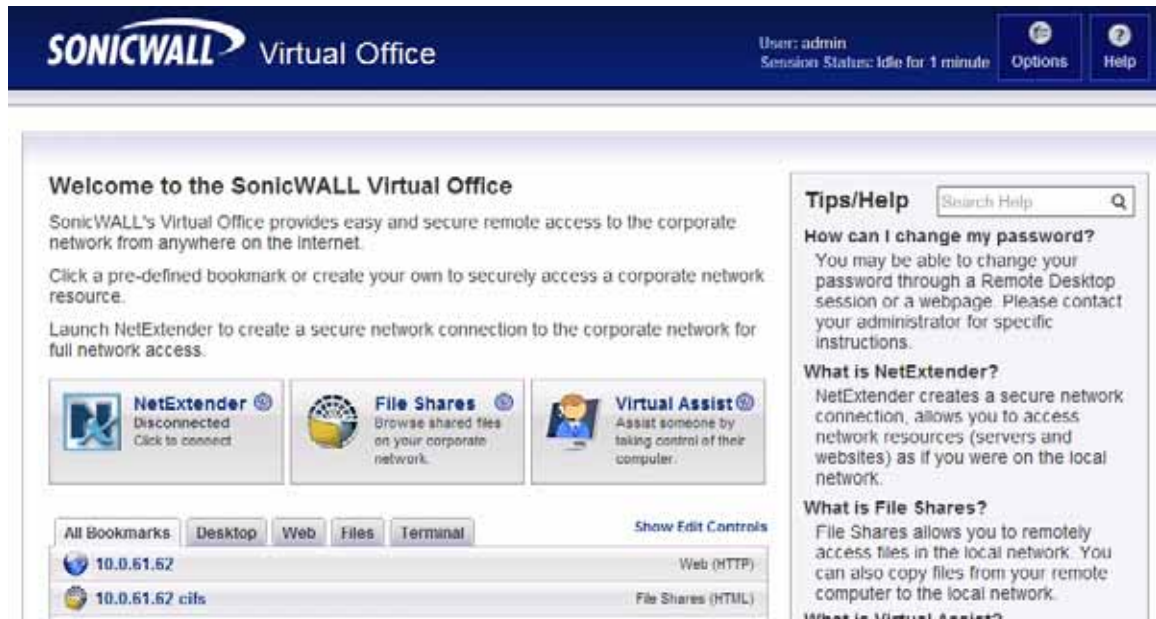 SONICWALL Virtual Office
User: admin
Session Status: Idle for 1 minute
Options
Help
Welcome to the SonicWALL Virtual Office
SonicWALL's Virtual Office provides easy and secure remote access to the corporate
network from anywhere on the Internet.
Click a pre-defined bookmark or create your own to securely access a corporate network
resource.
Launch NetExtender to create a secure network connection to the corporate network for
full network access.
NetExtender
Disconnected
Click to connect
File Shares
Browse shared files
on your corporate
network.
Virtual Assist
Assist someone by
taking control of their
computer.
All Bookmarks Desktop Web Files Terminal
Show Edit Controls
10.0.61.62 Web (HTTP)
10.0.61.62 cifs File Shares (HTML)
Tips/Help
Search Help
How can I change my password?
You may be able to change your
password through a Remote Desktop
session or a webpage. Please contact
your administrator for specific
instructions.
What is NetExtender?
NetExtender creates a secure network
connection, allows you to access
network resources (servers and
websites) as if you were on the local
network.
What is File Shares?
File Shares allows you to remotely
access files in the local network. You
can also copy files from your remote
computer to the local network.
What is Virtual Assist?